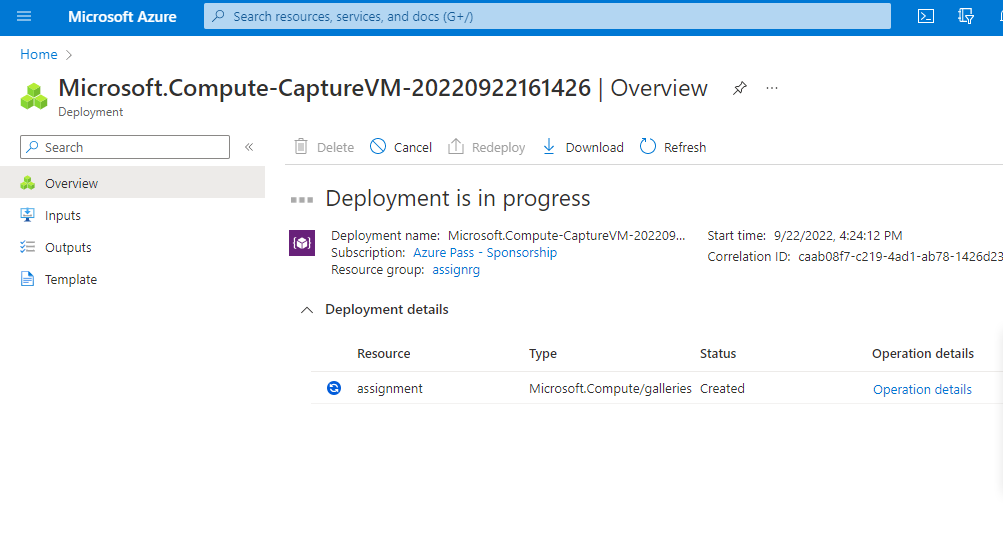 Microsoft Azure
Search resources, services, and docs (G+/)
Home
Microsoft.Compute-CaptureVM-20220922161426 | Overview
Deployment
Search
Delete Cancel Redeploy Download Refresh
Overview
Inputs
Outputs
Template
Deployment is in progress
Deployment name: Microsoft.Compute-CaptureVM-202209...
Subscription: Azure Pass - Sponsorship
Resource group: assignrg
Start time: 9/22/2022, 4:24:12 PM
Correlation ID: caab08f7-c219-4ad1-ab78-1426d23
Deployment details
Resource Type Status Operation details
assignment Microsoft.Compute/galleries Created Operation details